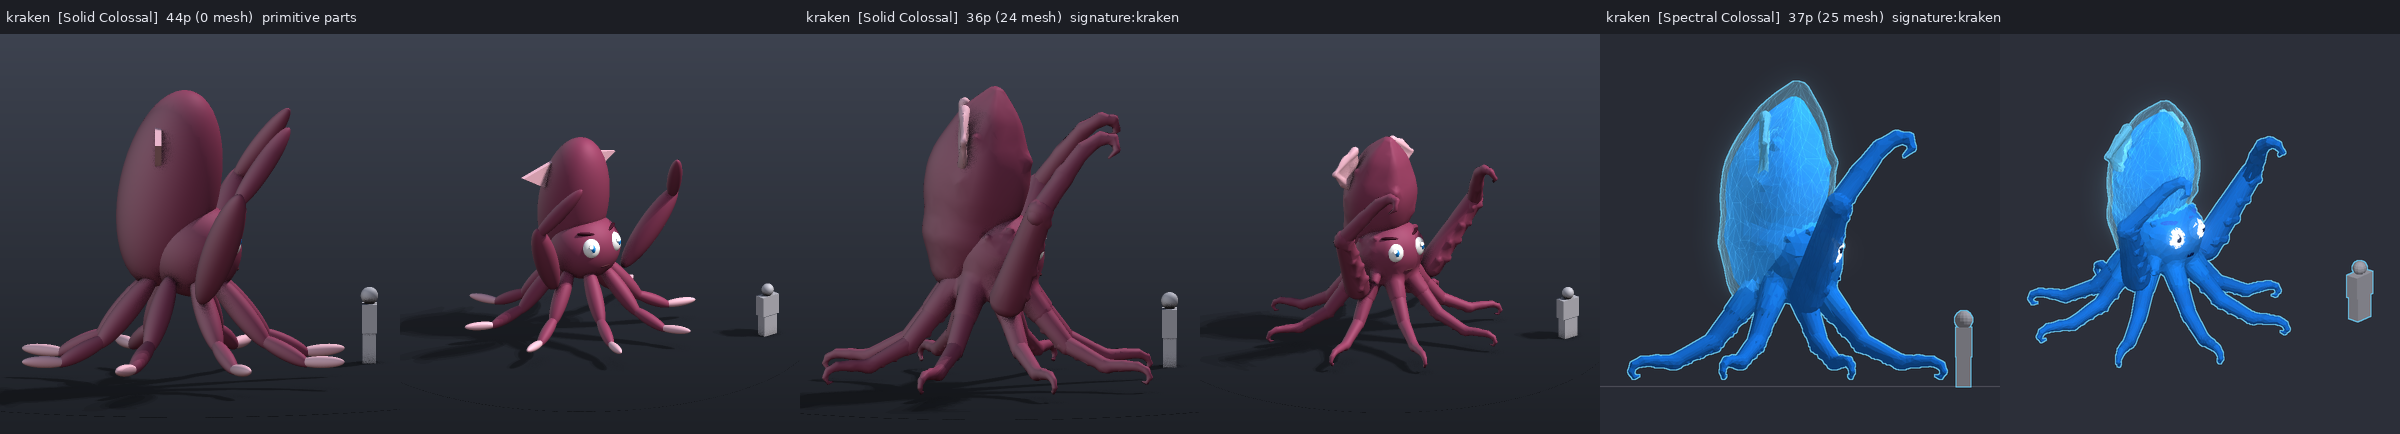 kraken  [Solid Colossal]  44p (0 mesh)  primitive parts
kraken  [Solid Colossal]  36p (24 mesh)  signature:kraken
kraken  [Spectral Colossal]  37p (25 mesh)  signature:kraken